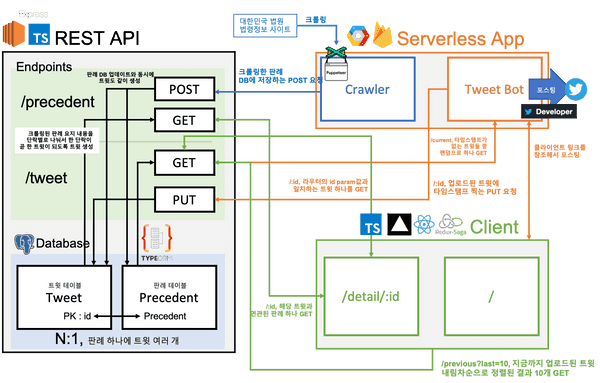 Express
TS
REST API
Endpoints
판례 DB 업데이트와 동시에
트윗도 같이 생성
/precedent
POST
GET
크롤링된 판례 요지 내용을
단락별로 나눠서 한 단락이
곧 한 트윗이 되도록 트윗 생성
/tweet
GET
PUT
Database
TYPEORM
트윗 테이블
Tweet
PK : id
판례 테이블
Precedent
Precedent
N:1, 판례 하나에 트윗 여러 개
대한민국 법원
법령정보 사이트
크롤링
크롤링한 판례
DB에 저장하는 POST 요청
Serverless App
Puppeteer
Crawler
Tweet Bot
포스팅
Developer
/current, 타임스탬프가
없는 트윗들 중
랜덤으로 하나 GET
클라이언트 링크를
참조해서 포스팅
/:id, 라우터의 id param값과
일치하는 트윗 하나를 GET
/:id, 업로드된 트윗에
타임스탬프 찍는 PUT 요청
TS
Redux-Saga
Client
/detail/:id
/
/:id, 해당 트윗과
연관된 판례 하나 GET
/previous?last=10, 지금까지 업로드된 트윗
내림차순으로 정렬된 결과 10개 GET